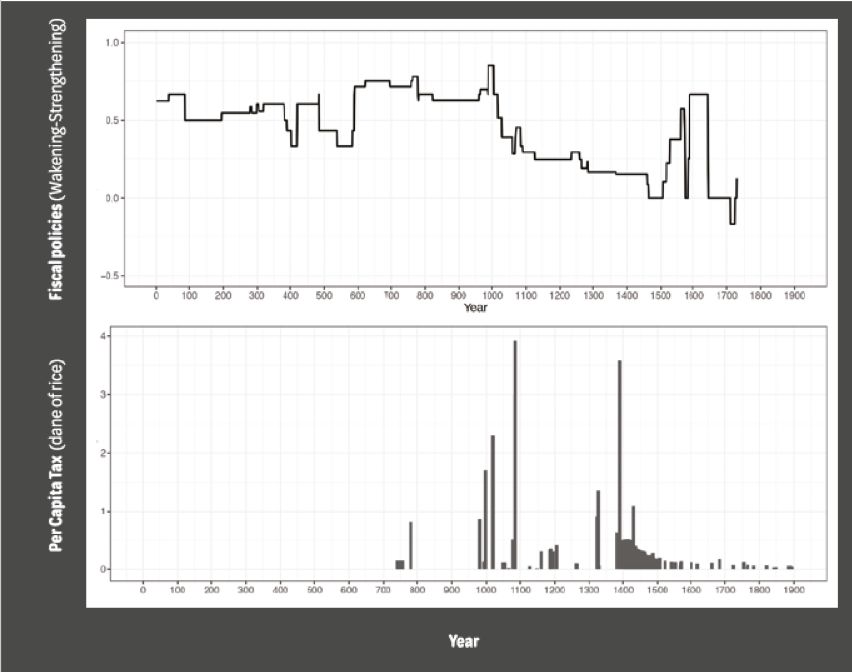 Fiscal policies (Wakening-Strengthening)
1.0
0.5
0.0
−0.5
0 100 200 300 400 500 600 700 800 900 1000 1100 1200 1300 1400 1500 1600 1700 1800 1900
Year
Per Capita Tax (dane of rice)
4
3
2
1
0
0 100 200 300 400 500 600 700 800 900 1000 1100 1200 1300 1400 1500 1600 1700 1800 1900
Year